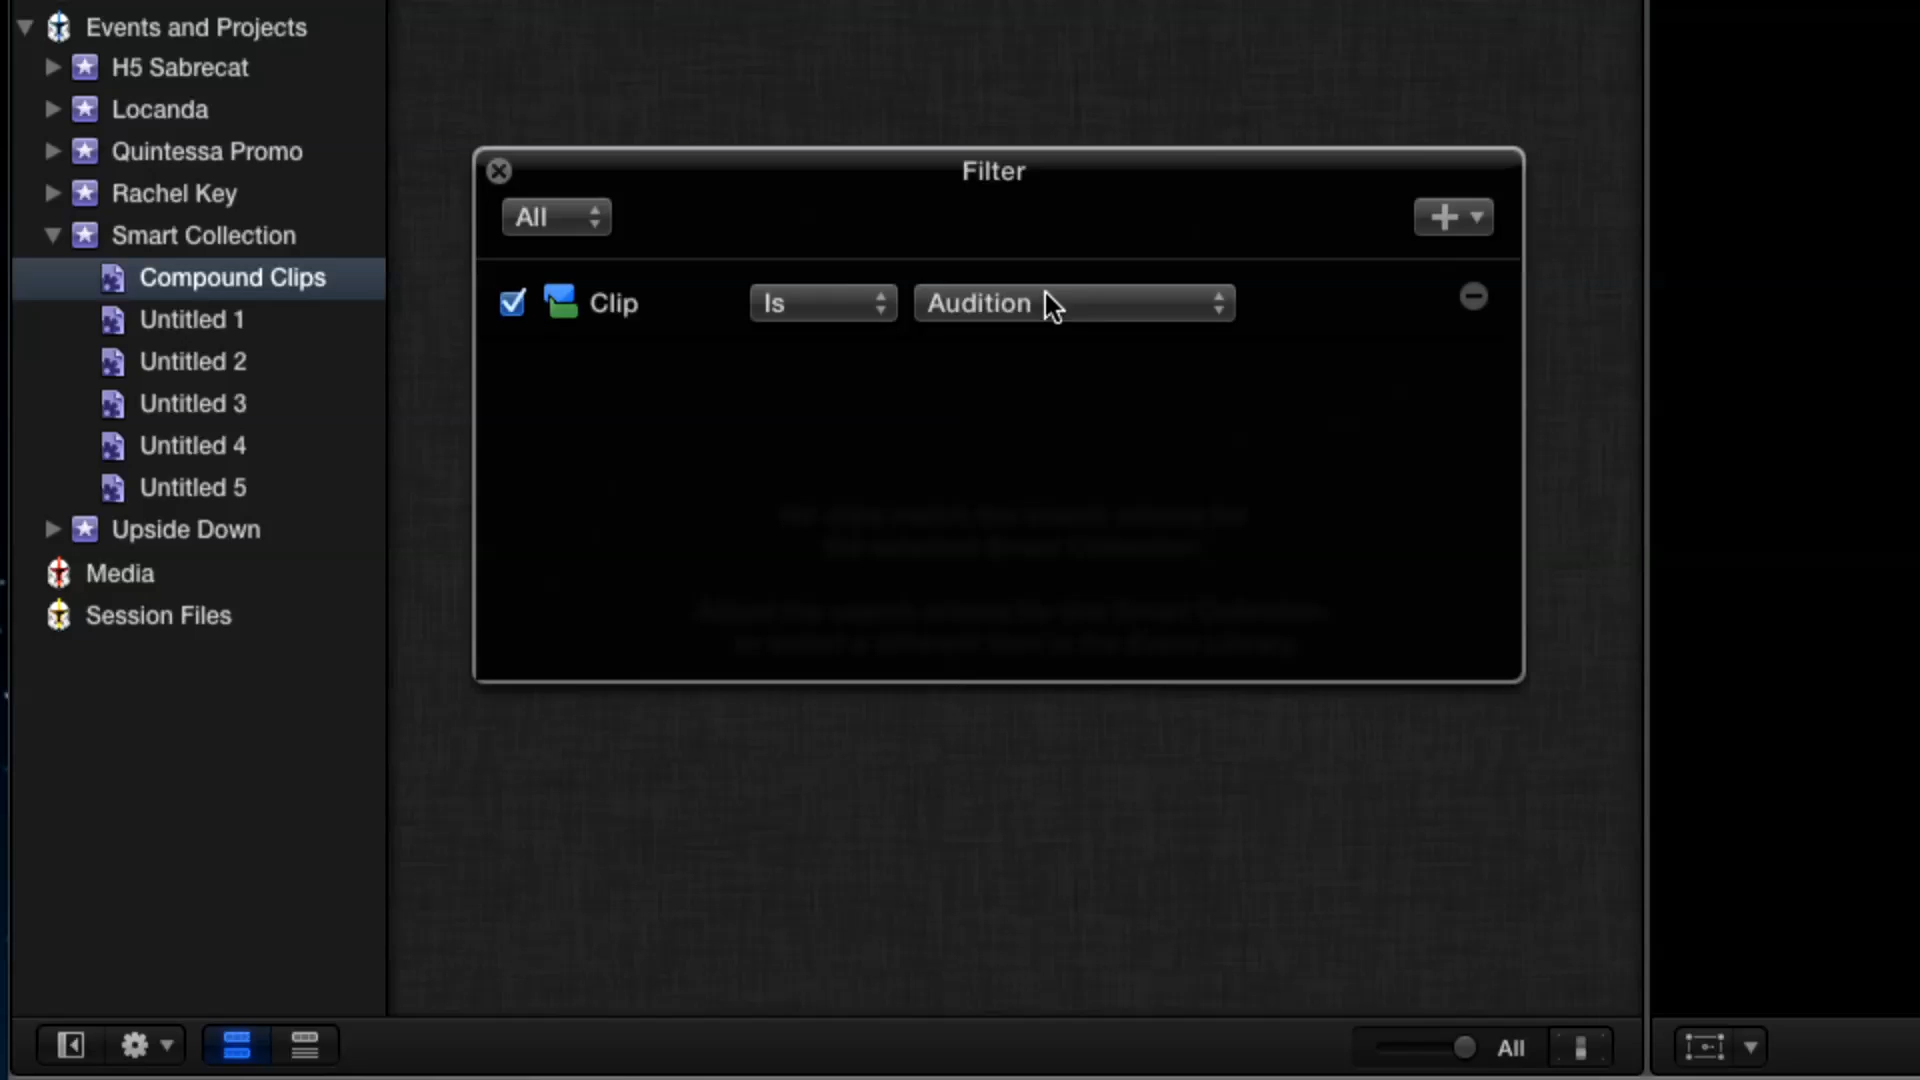 Events and Projects
H5 Sabrecat
Locanda
Quintessa Promo
Rachel Key
Smart Collection
Compound Clips
Untitled 1
Untitled 2
Untitled 3
Untitled 4
Untitled 5
Upside Down
Media
Session Files
Filter
All
Clip
Is
Audition
All